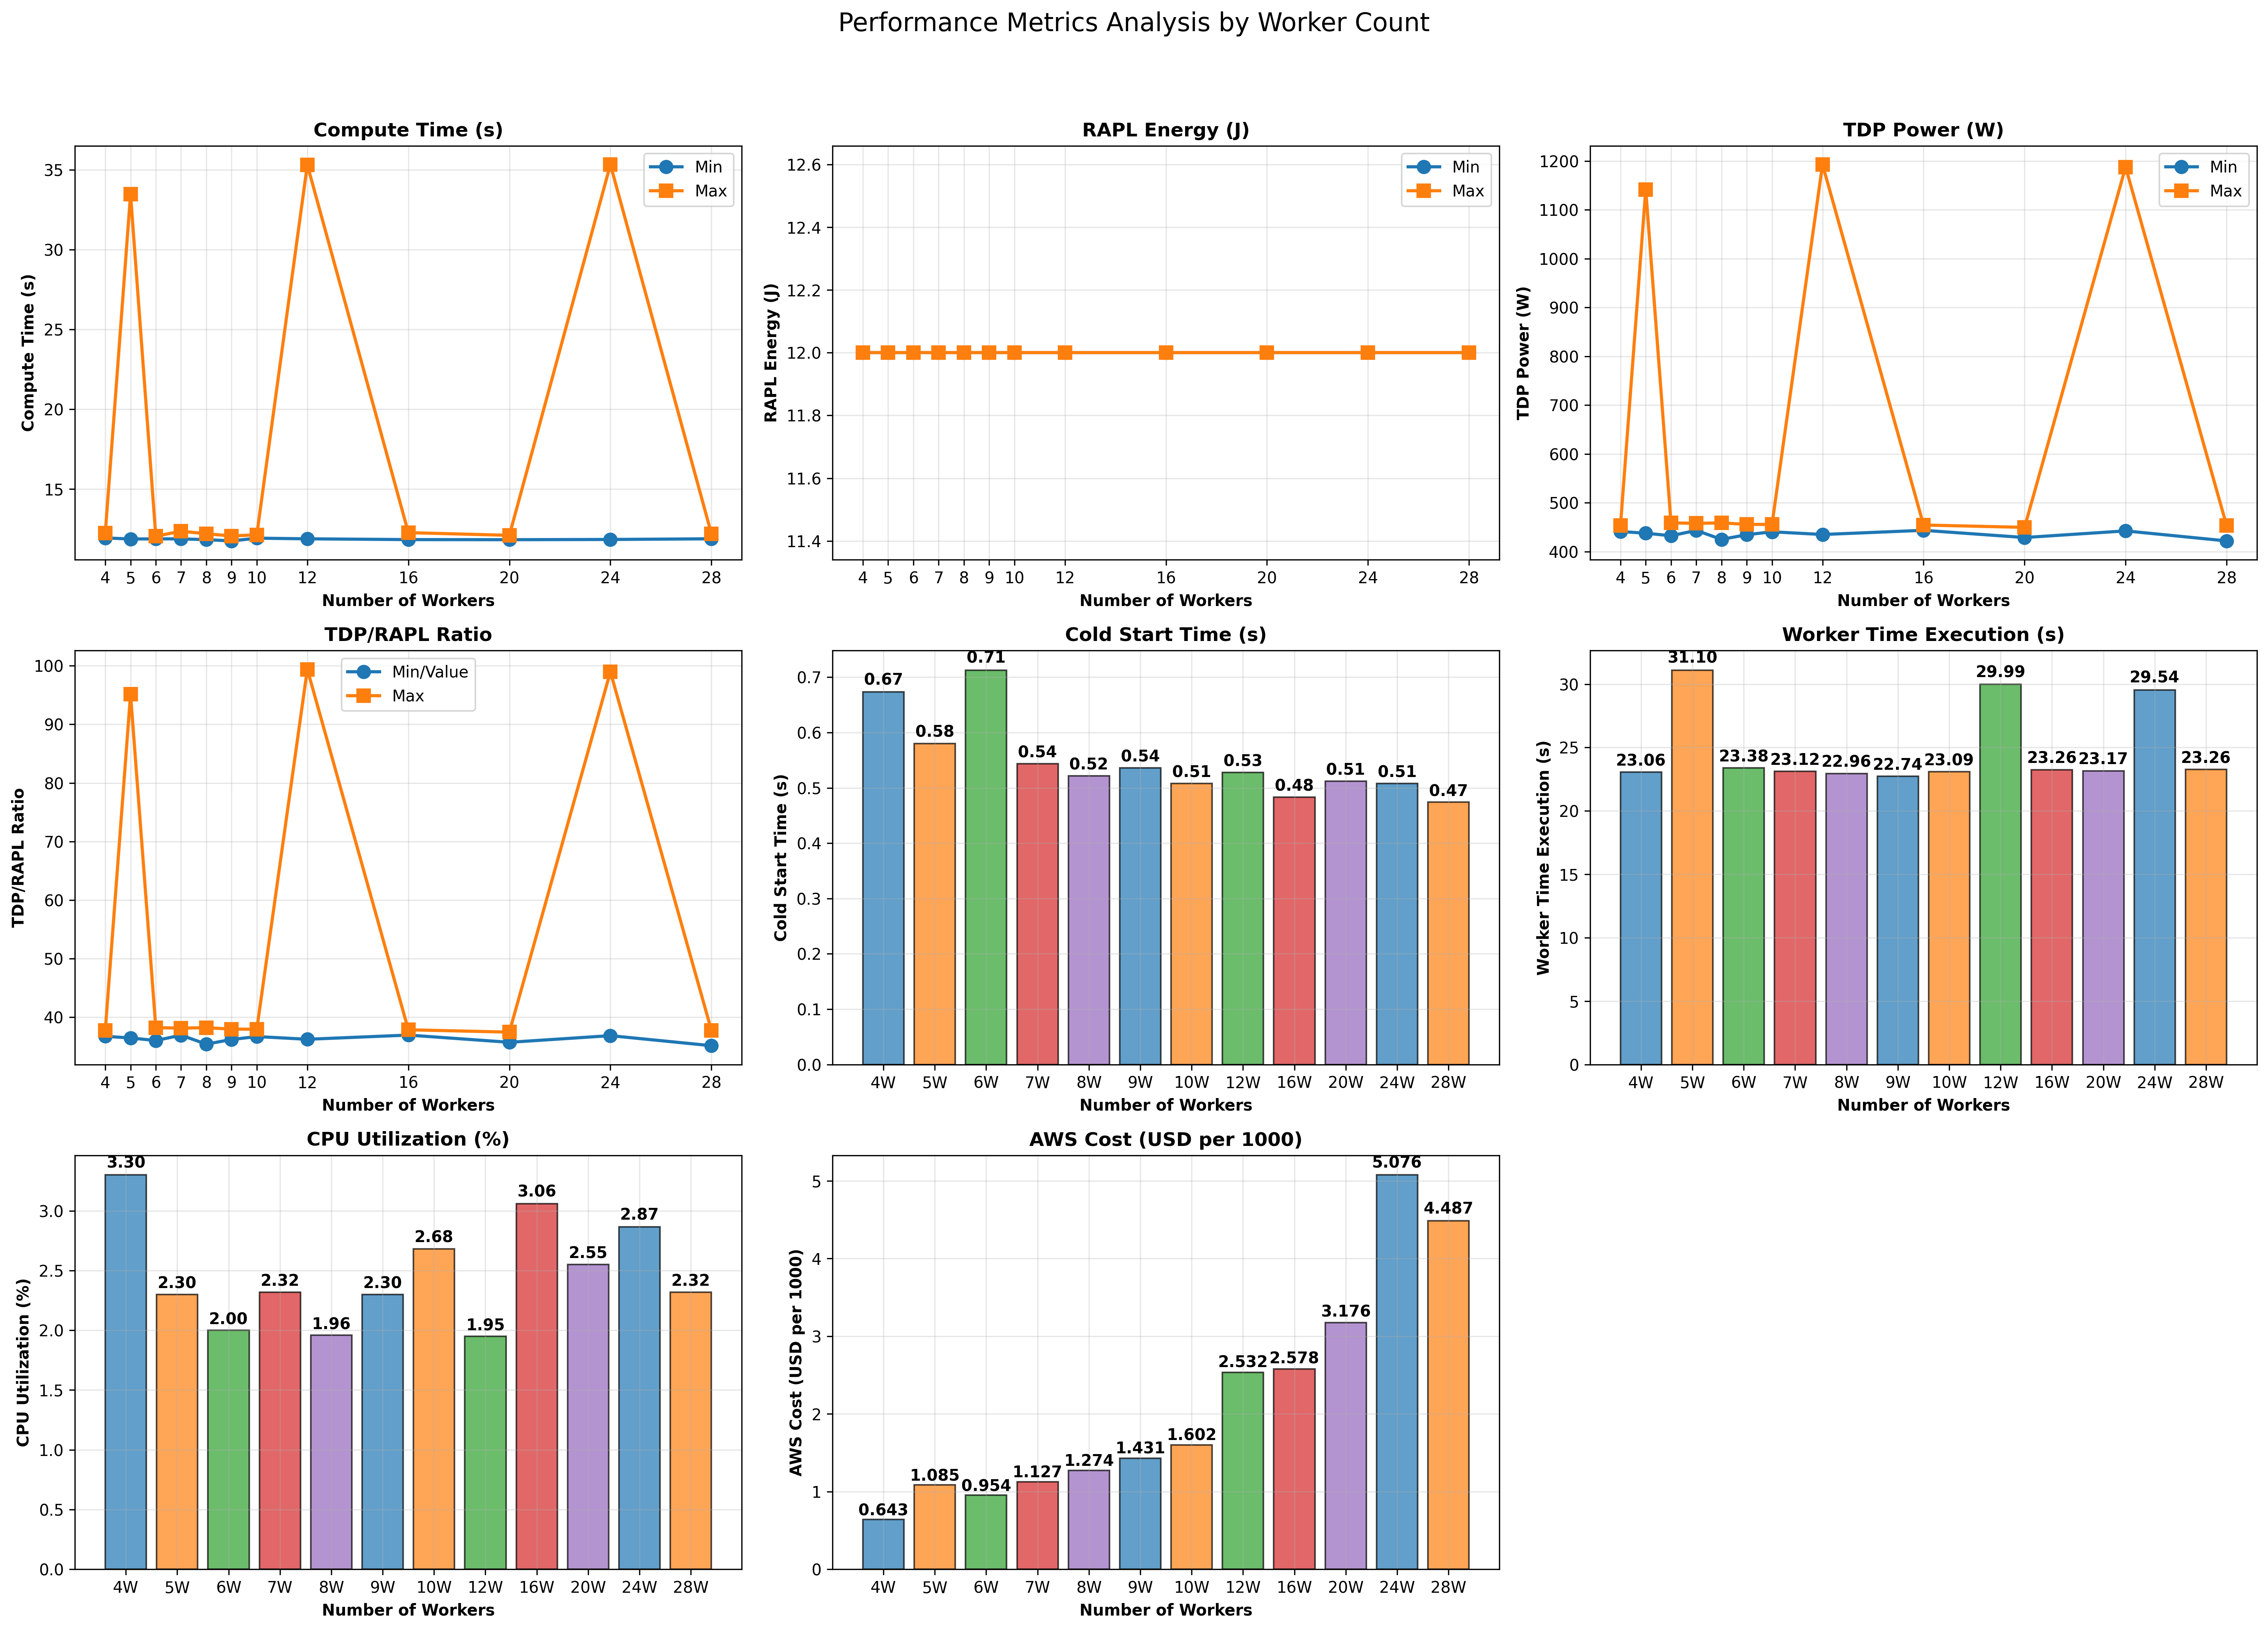 Performance Metrics Analysis by Worker Count
Compute Time (s)
Compute Time (s)
35
30
25
20
15
Min
Max
4 5 6 7 8 9 10 12 16 20 24 28
Number of Workers
RAPL Energy (J)
RAPL Energy (J)
12.6
12.4
12.2
12.0
11.8
11.6
11.4
Min
Max
4 5 6 7 8 9 10 12 16 20 24 28
Number of Workers
TDP Power (W)
TDP Power (W)
1200
1100
1000
900
800
700
600
500
400
Min
Max
4 5 6 7 8 9 10 12 16 20 24 28
Number of Workers
TDP/RAPL Ratio
TDP/RAPL Ratio
100
90
80
70
60
50
40
Min/Value
Max
4 5 6 7 8 9 10 12 16 20 24 28
Number of Workers
Cold Start Time (s)
Cold Start Time (s)
0.7
0.6
0.5
0.4
0.3
0.2
0.1
0.0
0.67 0.58 0.71 0.54 0.52 0.54 0.51 0.53 0.48 0.51 0.51 0.47
4W 5W 6W 7W 8W 9W 10W 12W 16W 20W 24W 28W
Number of Workers
Worker Time Execution (s)
Worker Time Execution (s)
30
25
20
15
10
5
0
23.06 31.10 23.38 23.12 22.96 22.74 23.09 29.99 23.26 23.17 29.54 23.26
4W 5W 6W 7W 8W 9W 10W 12W 16W 20W 24W 28W
Number of Workers
CPU Utilization (%)
CPU Utilization (%)
3.0
2.5
2.0
1.5
1.0
0.5
0.0
3.30 2.30 2.00 2.32 1.96 2.30 2.68 1.95 3.06 2.55 2.87 2.32
4W 5W 6W 7W 8W 9W 10W 12W 16W 20W 24W 28W
Number of Workers
AWS Cost (USD per 1000)
AWS Cost (USD per 1000)
5
4
3
2
1
0
0.643 1.085 0.954 1.127 1.274 1.431 1.602 2.532 2.578 3.176 5.076 4.487
4W 5W 6W 7W 8W 9W 10W 12W 16W 20W 24W 28W
Number of Workers